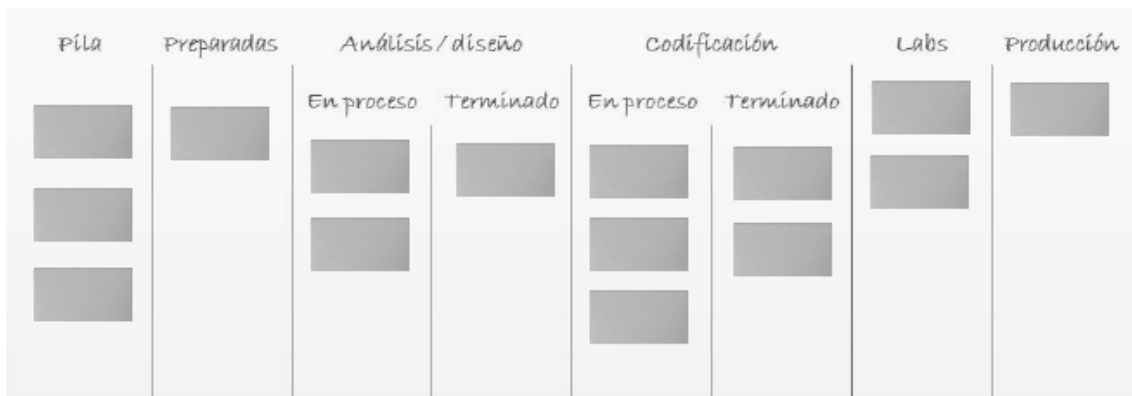 Pila Preparadas Análisis / diseño Codificación Labs Producción
En proceso Terminado En proceso Terminado